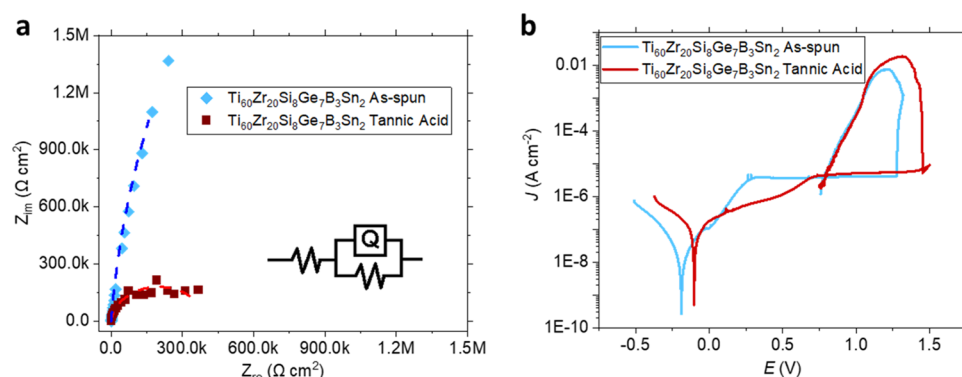 a
1.5M
1.2M
900.0k
600.0k
300.0k
0.0
Z_im (Ω cm²)
Ti₆₀Zr₂₀Si₈Ge₇B₃Sn₂ As-spun
Ti₆₀Zr₂₀Si₈Ge₇B₃Sn₂ Tannic Acid
Q
0.0 300.0k 600.0k 900.0k 1.2M 1.5M
Z_re (Ω cm²)
b
Ti₆₀Zr₂₀Si₈Ge₇B₃Sn₂ As-spun
Ti₆₀Zr₂₀Si₈Ge₇B₃Sn₂ Tannic Acid
0.01
1E-4
1E-6
1E-8
1E-10
J (A cm⁻²)
-0.5 0.0 0.5 1.0 1.5
E (V)